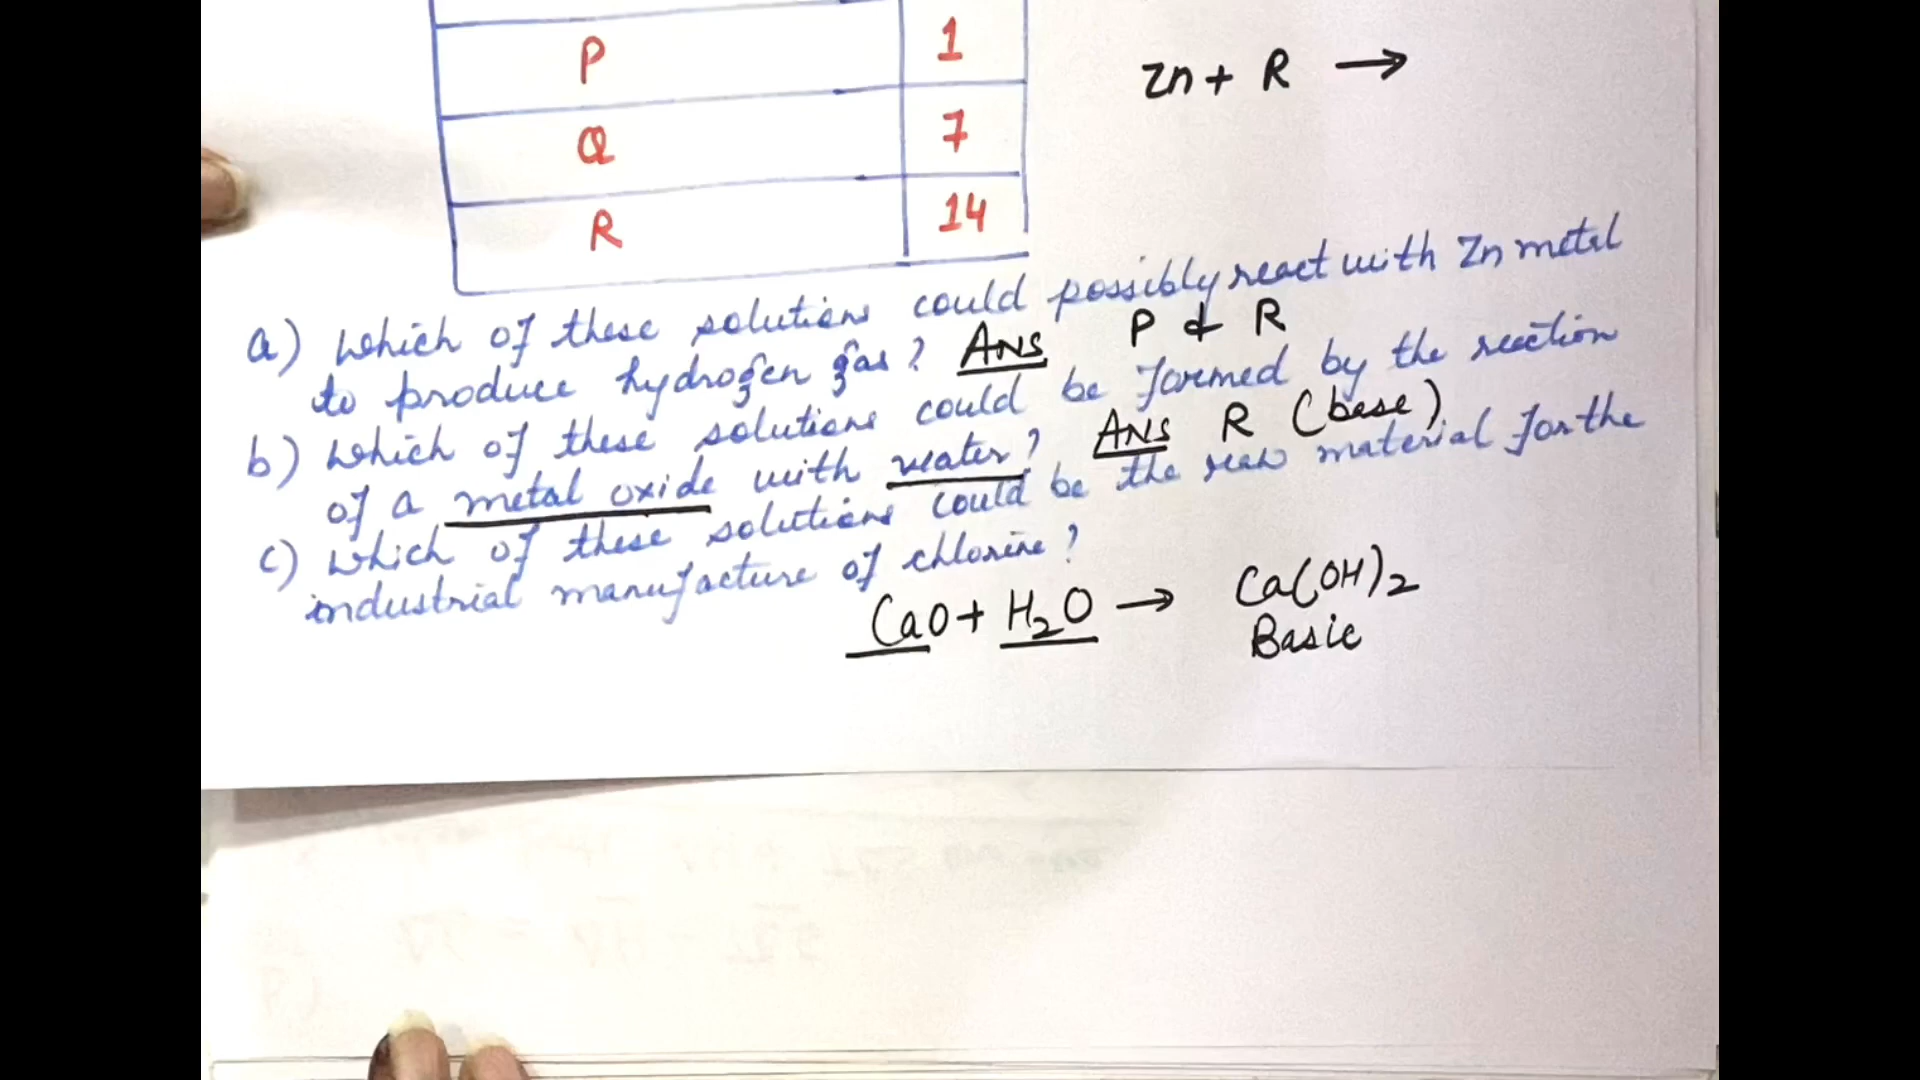 P 1
Zn + R →
Q 7
R 14
a) which of these solutions could possibly react with Zn metal
to produce hydrogen gas? Ans P & R
b) which of these solutions could be formed by the reaction
of a metal oxide with water? Ans R (base)
c) which of these solutions could be the raw material for the
industrial manufacture of chlorine?
CaO + H2O → Ca(OH)2
Basic